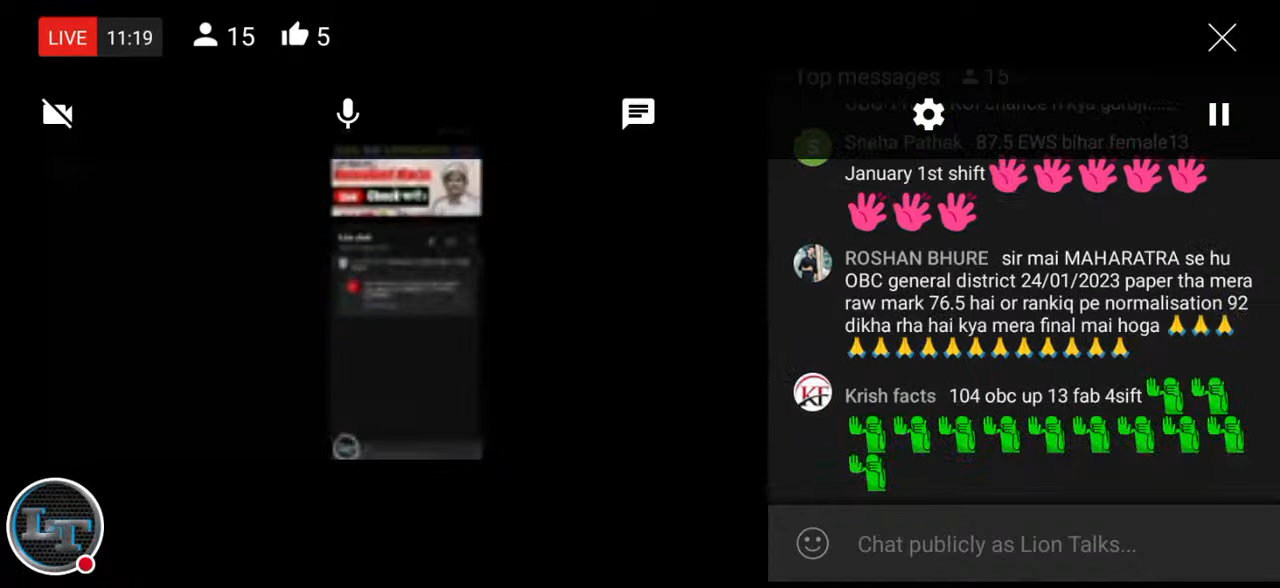 LIVE 11:19 15 5
Top messages 15
Sneha Pathak 87.5 EWS bihar female13
January 1st shift
ROSHAN BHURE sir mai MAHARATRA se hu
OBC general district 24/01/2023 paper tha mera
raw mark 76.5 hai or rankiq pe normalisation 92
dikha rha hai kya mera final mai hoga 🙏🙏🙏
🙏🙏🙏🙏🙏🙏🙏🙏🙏🙏🙏🙏
KF
Krish facts 104 obc up 13 fab 4sift
LT
Chat publicly as Lion Talks...